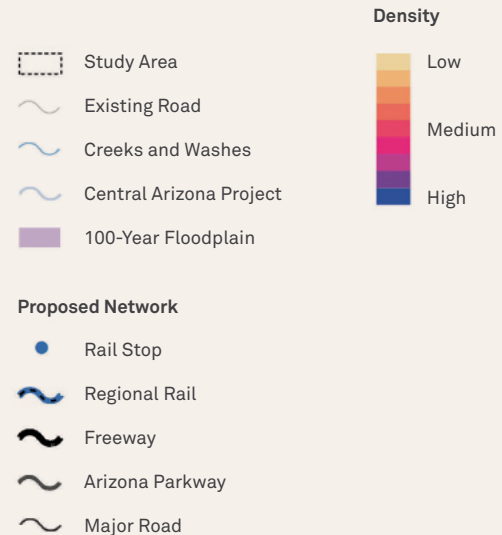 Study Area
Existing Road
Creeks and Washes
Central Arizona Project
100-Year Floodplain
Proposed Network
Rail Stop
Regional Rail
Freeway
Arizona Parkway
Major Road
Density
Low
Medium
High